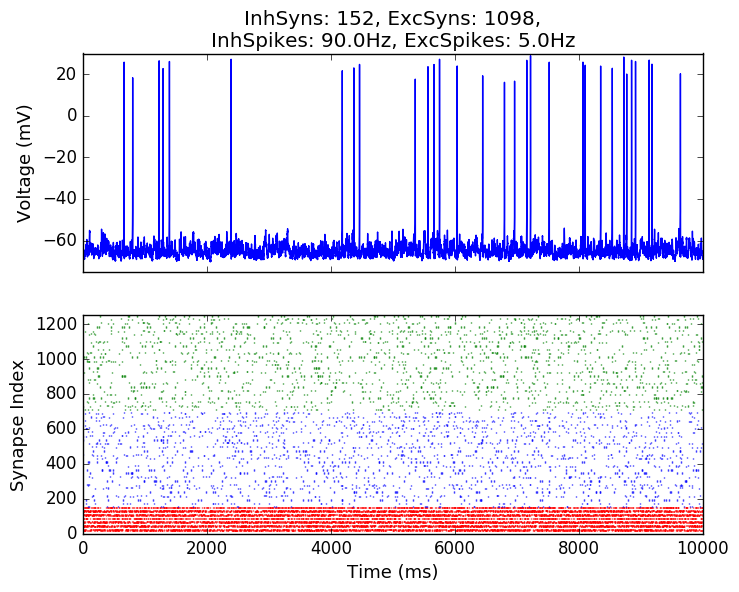 InhSyns: 152, ExcSyns: 1098,
InhSpikes: 90.0Hz, ExcSpikes: 5.0Hz
20
0
−20
−40
−60
Voltage (mV)
1200
1000
800
600
400
200
0
Synapse Index
0 2000 4000 6000 8000 10000
Time (ms)